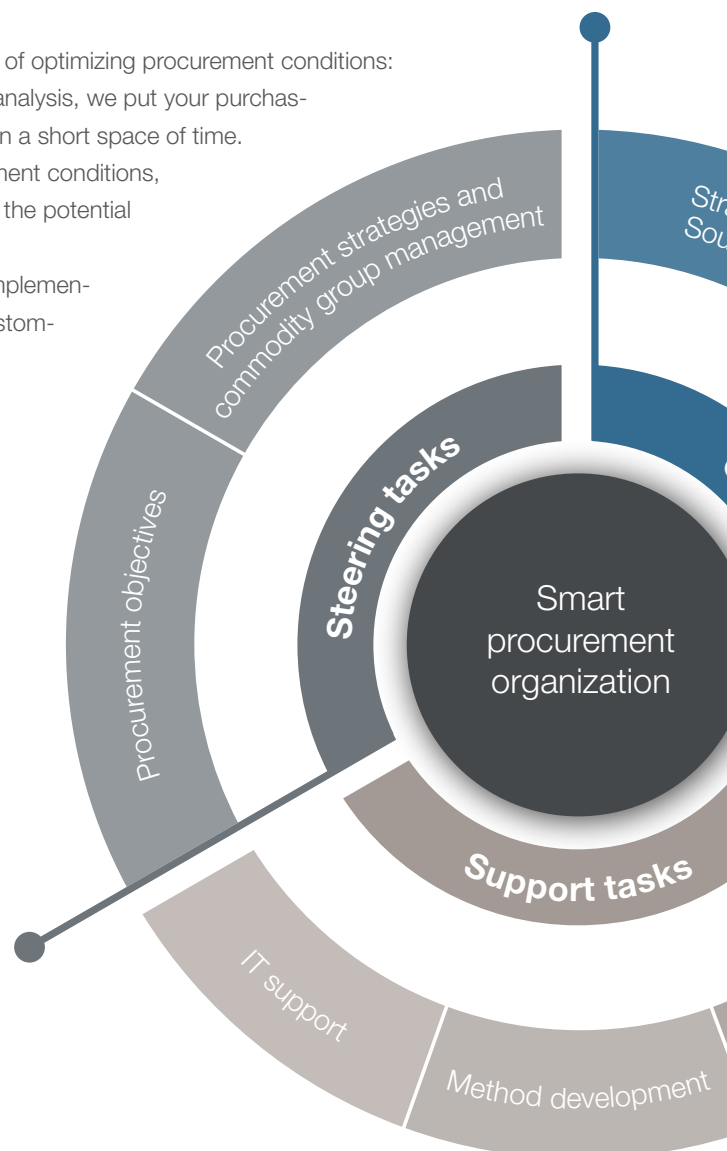 of optimizing procurement conditions:
analysis, we put your purchas-
n a short space of time.
ment conditions,
the potential
nplemen-
stom-
Procurement strategies and
commodity group management
Procurement objectives
Steering tasks
Smart
procurement
organization
Support tasks
IT support
Method development